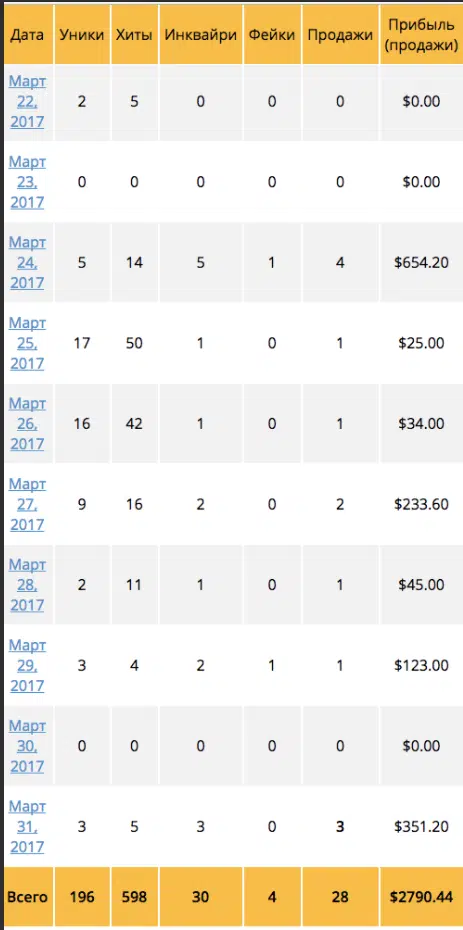 Дата Уники Хиты Инквайри Фейки Продажи Прибыль (продажи)
Март 22, 2017 2 5 0 0 0 $0.00
Март 23, 2017 0 0 0 0 0 $0.00
Март 24, 2017 5 14 5 1 4 $654.20
Март 25, 2017 17 50 1 0 1 $25.00
Март 26, 2017 16 42 1 0 1 $34.00
Март 27, 2017 9 16 2 0 2 $233.60
Март 28, 2017 2 11 1 0 1 $45.00
Март 29, 2017 3 4 2 1 1 $123.00
Март 30, 2017 0 0 0 0 0 $0.00
Март 31, 2017 3 5 3 0 3 $351.20
Всего 196 598 30 4 28 $2790.44